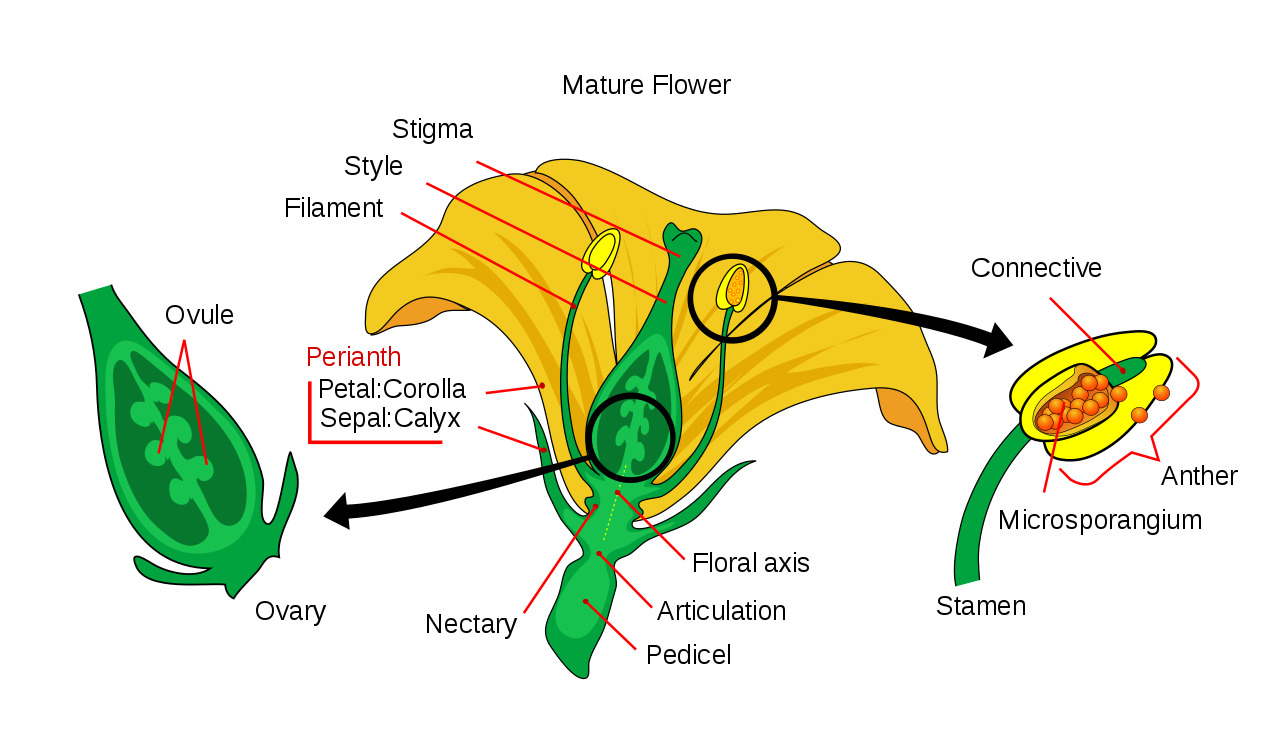 Mature Flower
Stigma
Style
Filament
Connective
Ovule
Perianth
Petal:Corolla
Sepal:Calyx
Anther
Microsporangium
Floral axis
Stamen
Ovary
Articulation
Nectary
Pedicel